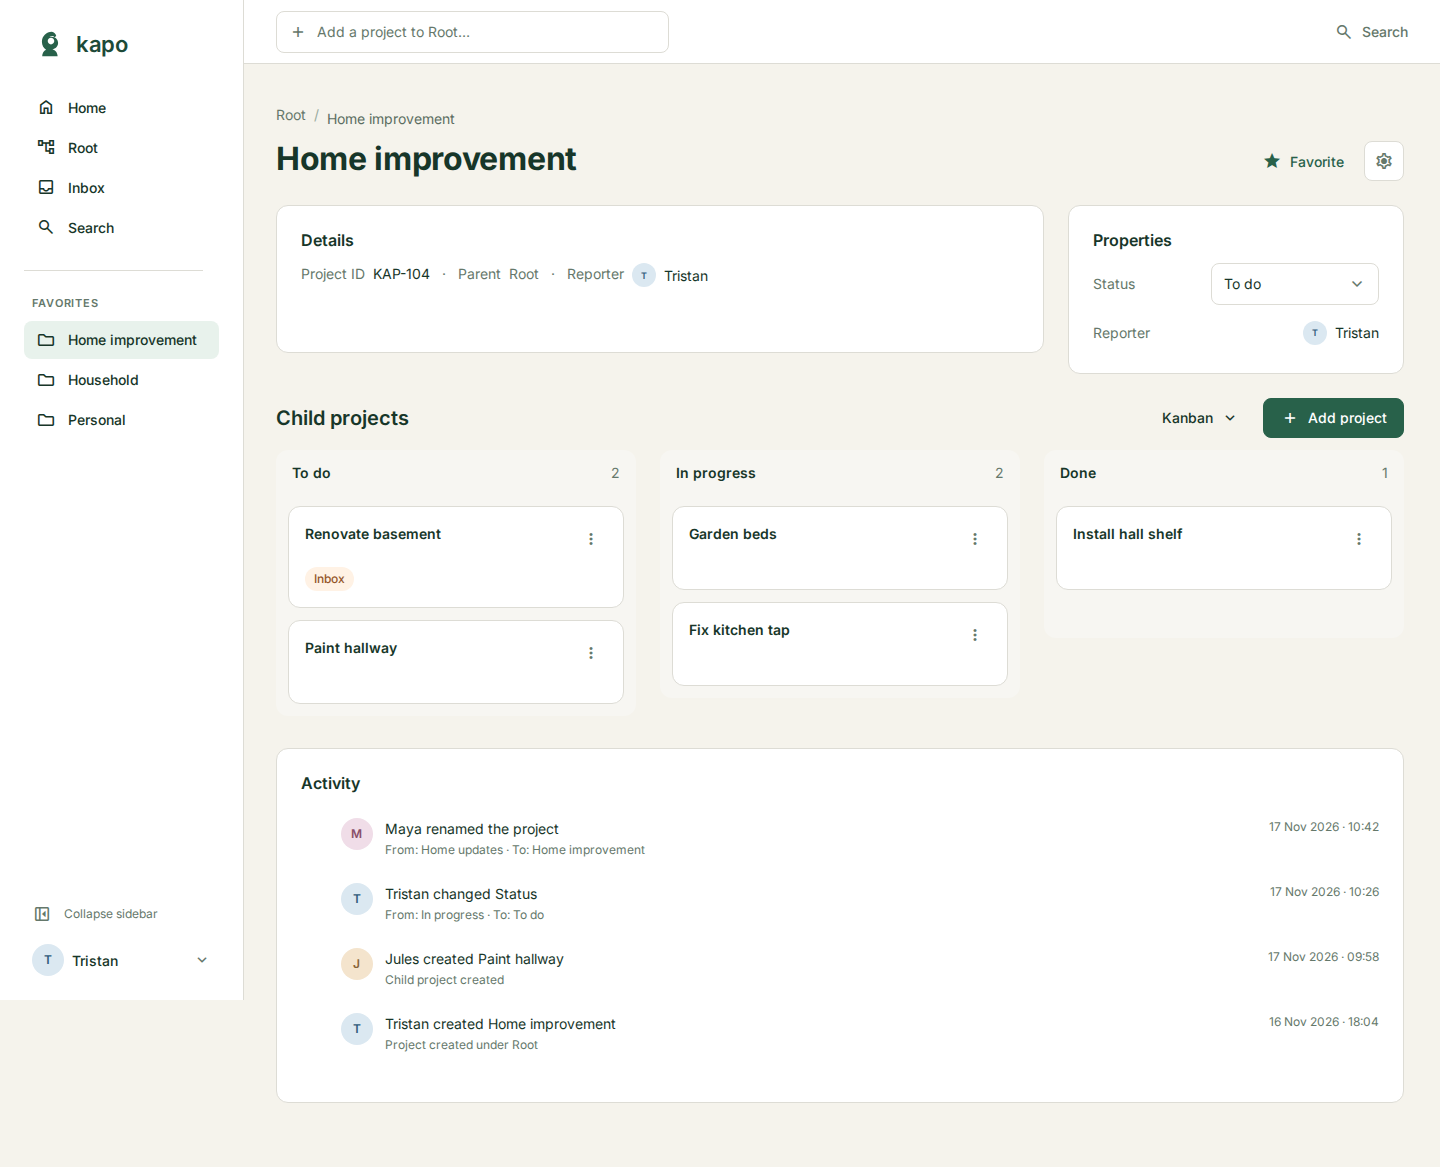 kapo
Add a project to Root...
Search
Home
Root
Inbox
Search
FAVORITES
Home improvement
Household
Personal
Collapse sidebar
T Tristan
Root / Home improvement
Home improvement
Favorite
Details
Project ID KAP-104 · Parent Root · Reporter T Tristan
Properties
Status To do
Reporter T Tristan
Child projects
Kanban
Add project
To do 2
Renovate basement
Inbox
Paint hallway
In progress 2
Garden beds
Fix kitchen tap
Done 1
Install hall shelf
Activity
M Maya renamed the project 17 Nov 2026 · 10:42
From: Home updates · To: Home improvement
T Tristan changed Status 17 Nov 2026 · 10:26
From: In progress · To: To do
J Jules created Paint hallway 17 Nov 2026 · 09:58
Child project created
T Tristan created Home improvement 16 Nov 2026 · 18:04
Project created under Root